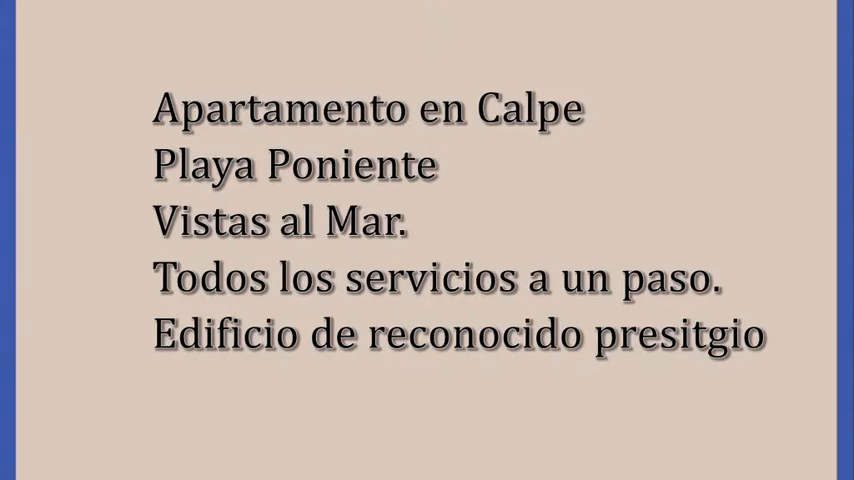 Apartamento en Calpe
Playa Poniente
Vistas al Mar.
Todos los servicios a un paso.
Edificio de reconocido presitgio